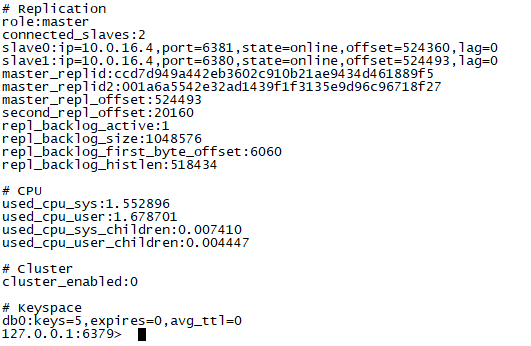 # Replication
role:master
connected_slaves:2
slave0:ip=10.0.16.4,port=6381,state=online,offset=524360,lag=0
slave1:ip=10.0.16.4,port=6380,state=online,offset=524493,lag=0
master_replid:ccd7d949a442eb3602c910b21ae9434d461889f5
master_replid2:001a6a5542e32ad1439f1f3135e9d96c96718f27
master_repl_offset:524493
second_repl_offset:20160
repl_backlog_active:1
repl_backlog_size:1048576
repl_backlog_first_byte_offset:6060
repl_backlog_histlen:518434
# CPU
used_cpu_sys:1.552896
used_cpu_user:1.678701
used_cpu_sys_children:0.007410
used_cpu_user_children:0.004447
# Cluster
cluster_enabled:0
# Keyspace
db0:keys=5,expires=0,avg_ttl=0
127.0.0.1:6379>